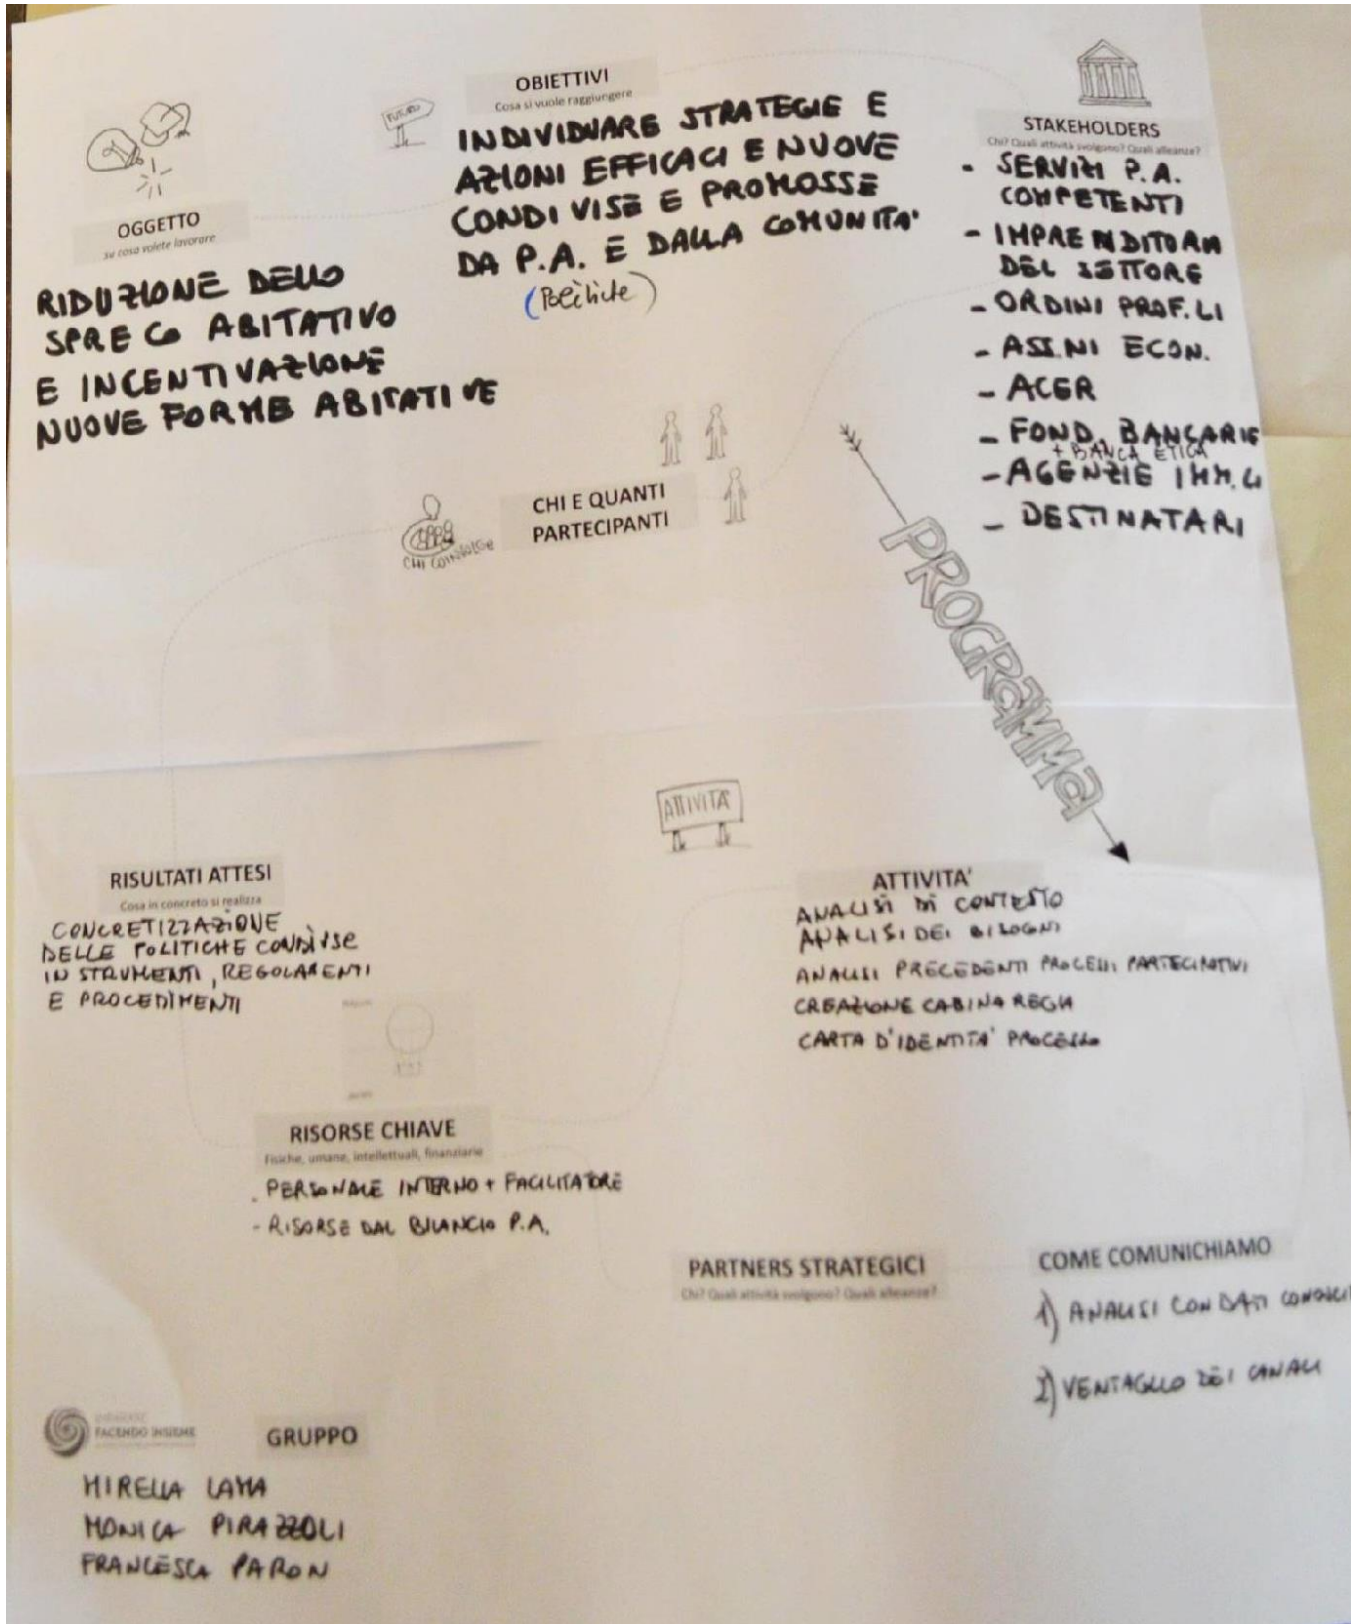 OGGETTO
su cosa volete lavorare
RIDUZIONE DELLO
SPRECO ABITATIVO
E INCENTIVAZIONE
NUOVE FORME ABITATIVE
FUTURO
OBIETTIVI
Cosa si vuole raggiungere
INDIVIDUARE STRATEGIE E
AZIONI EFFICACI E NUOVE
CONDIVISE E PROMOSSE
DA P.A. E DALLA COMUNITA'
(Politiche)
STAKEHOLDERS
Chi? Quali attività svolgono? Quali alleanze?
- SERVIZI P.A.
COMPETENTI
- IMPRENDITORIA
DEL SETTORE
- ORDINI PROF.LI
- ASS.NI ECON.
- ACER
- FOND. BANCARIE
+ BANCA ETICA
- AGENZIE IMM.LI
- DESTINATARI
CHI COINVOLGE
CHI E QUANTI
PARTECIPANTI
PROGR@MM@
ATTIVITA'
RISULTATI ATTESI
Cosa in concreto si realizza
CONCRETIZZAZIONE
DELLE POLITICHE CONDIVSE
IN STRUMENTI, REGOLAMENTI
E PROCEDIMENTI
ATTIVITA'
ANALISI DI CONTESTO
ANALISI DEI BISOGNI
ANALISI PRECEDENTI PROCESSI PARTECIPATIVI
CREAZIONE CABINA REGIA
CARTA D'IDENTITA' PROCESSO
RISORSE CHIAVE
Fisiche, umane, intellettuali, finanziarie
. PERSONALE INTERNO + FACILITATORE
- RISORSE DAL BILANCIO P.A.
PARTNERS STRATEGICI
Chi? Quali attività svolgono? Quali alleanze?
COME COMUNICHIAMO
1) ANALISI CON DATI
2) VENTAGLIO DEI CANALI
FACENDO INSIEME
GRUPPO
MIRELLA LAMA
MONICA PIRAZZOLI
FRANCESCA PARON